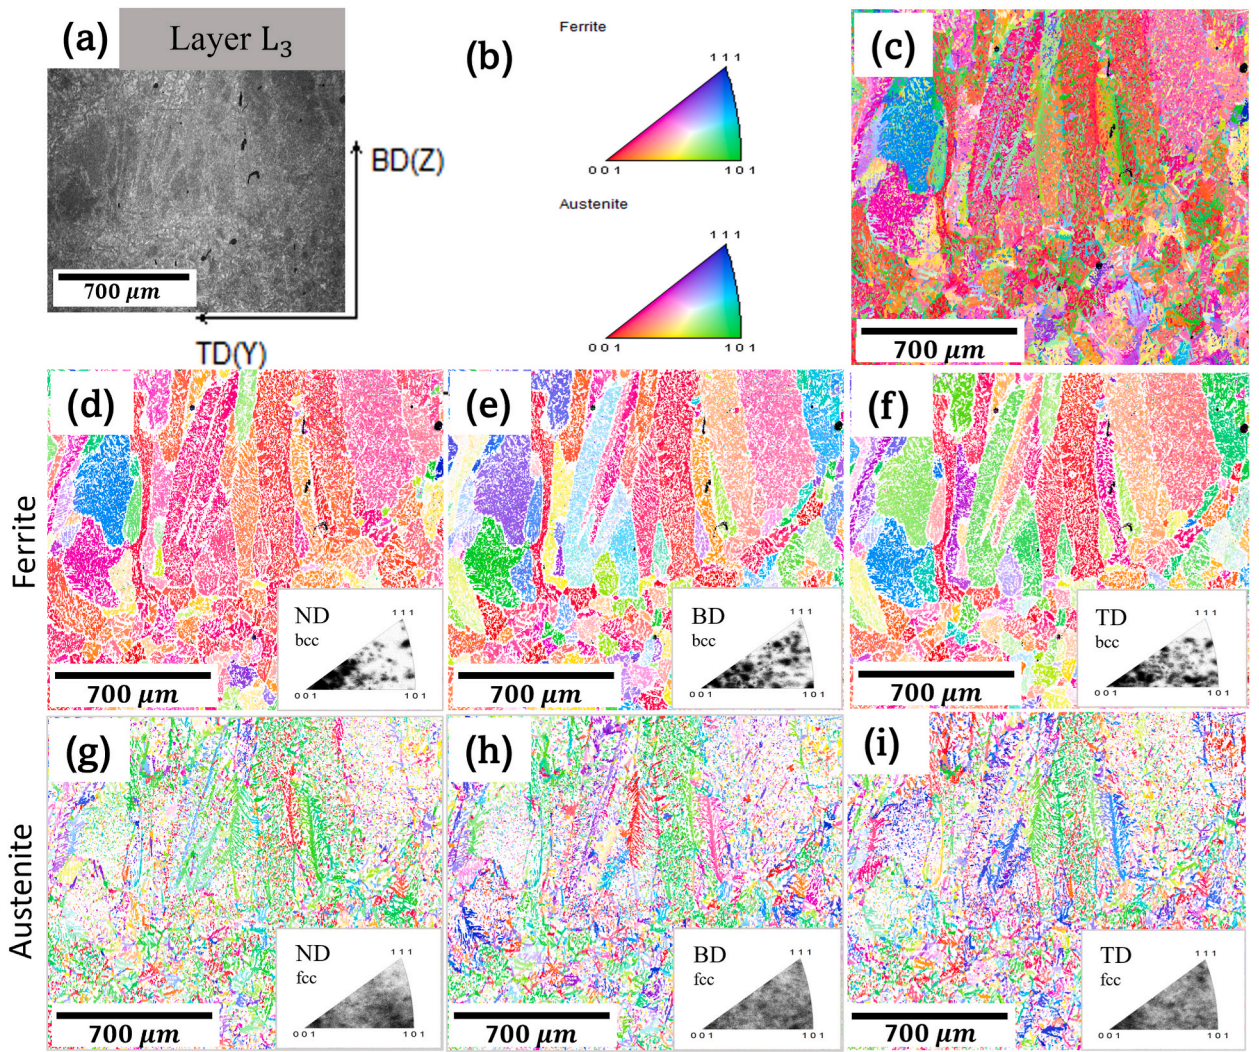 (a)
Layer L₃
BD(Z)
TD(Y)
700 μm
(b)
Ferrite
111
001
101
Austenite
111
001
101
(c)
700 μm
Ferrite
(d)
ND
bcc
111
001
101
700 μm
(e)
BD
bcc
111
001
101
700 μm
(f)
TD
bcc
111
001
101
700 μm
Austenite
(g)
ND
fcc
111
001
101
700 μm
(h)
BD
fcc
111
001
101
700 μm
(i)
TD
fcc
111
001
101
700 μm